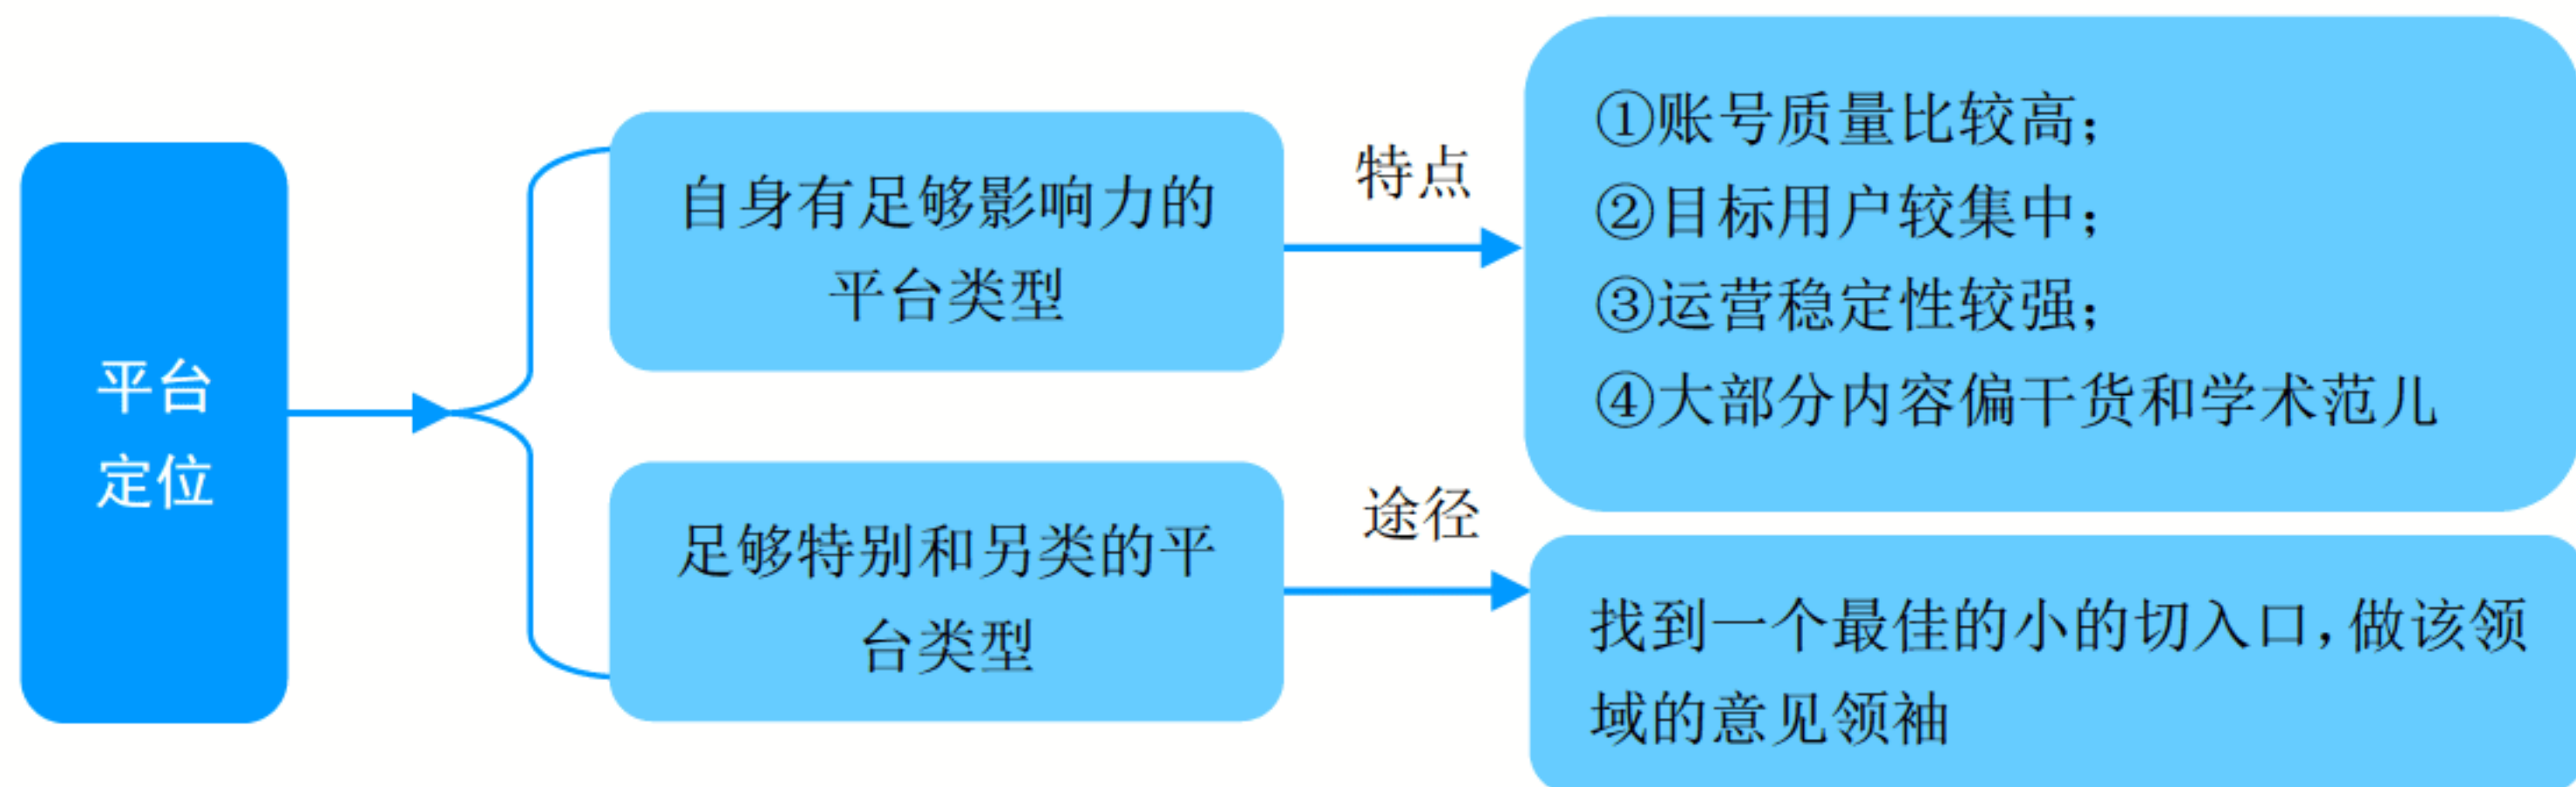 平台
定位
自身有足够影响力的
平台类型
特点
①账号质量比较高；
②目标用户较集中；
③运营稳定性较强；
④大部分内容偏干货和学术范儿
足够特别和另类的平
台类型
途径
找到一个最佳的小的切入口，做该领
域的意见领袖